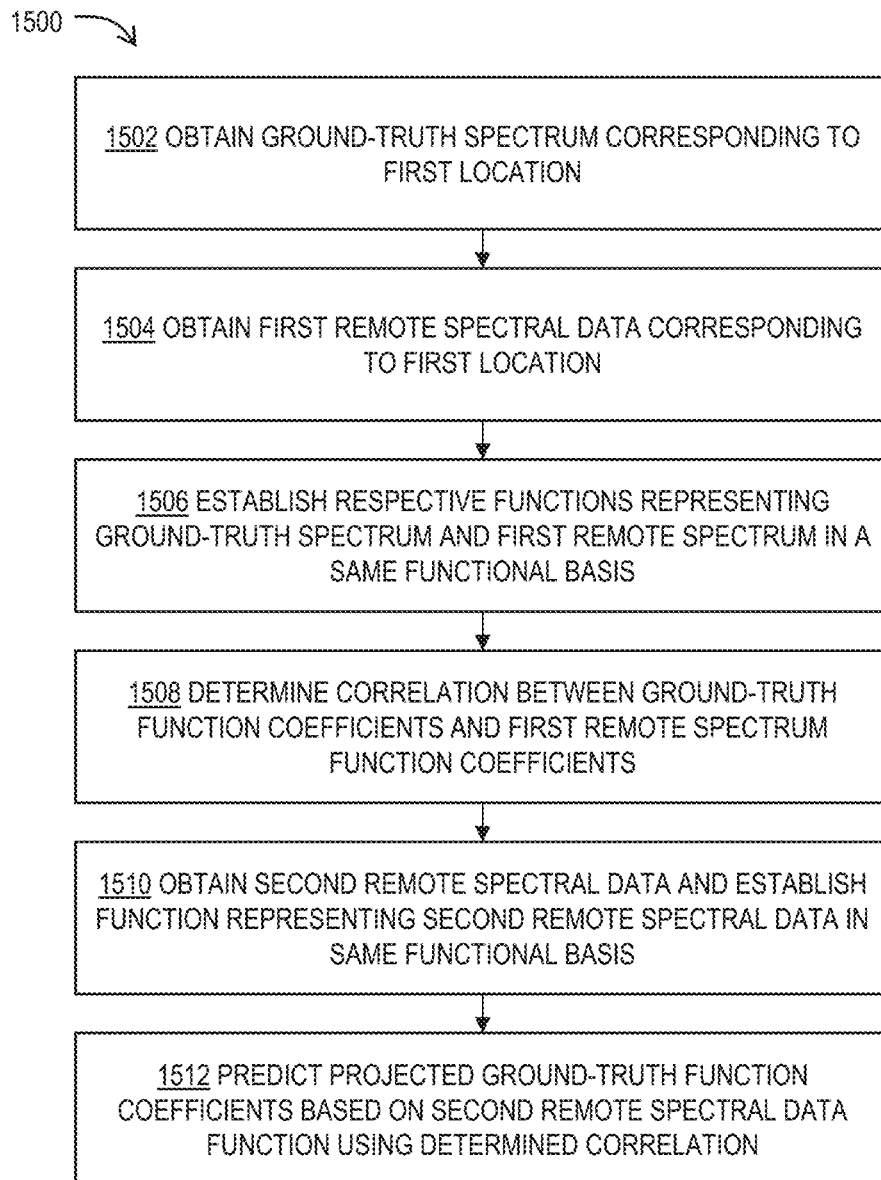 1500
1502 OBTAIN GROUND-TRUTH SPECTRUM CORRESPONDING TO
FIRST LOCATION
1504 OBTAIN FIRST REMOTE SPECTRAL DATA CORRESPONDING
TO FIRST LOCATION
1506 ESTABLISH RESPECTIVE FUNCTIONS REPRESENTING
GROUND-TRUTH SPECTRUM AND FIRST REMOTE SPECTRUM IN A
SAME FUNCTIONAL BASIS
1508 DETERMINE CORRELATION BETWEEN GROUND-TRUTH
FUNCTION COEFFICIENTS AND FIRST REMOTE SPECTRUM
FUNCTION COEFFICIENTS
1510 OBTAIN SECOND REMOTE SPECTRAL DATA AND ESTABLISH
FUNCTION REPRESENTING SECOND REMOTE SPECTRAL DATA IN
SAME FUNCTIONAL BASIS
1512 PREDICT PROJECTED GROUND-TRUTH FUNCTION
COEFFICIENTS BASED ON SECOND REMOTE SPECTRAL DATA
FUNCTION USING DETERMINED CORRELATION